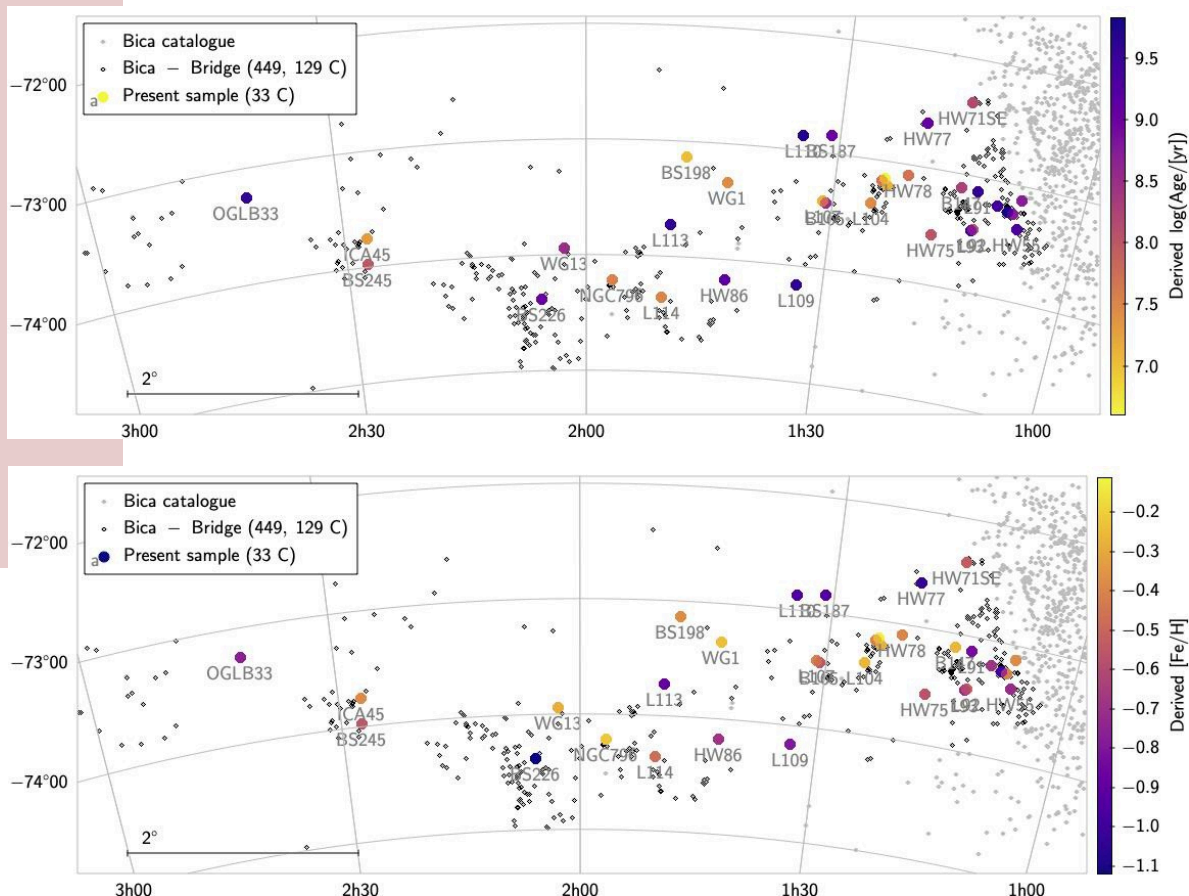 Bica catalogue
Bica − Bridge (449, 129 C)
Present sample (33 C)
a
−72°00
−73°00
−74°00
HW71SE
HW77
L110
BS187
BS198
WG1
HW78
OGLB33
L113
L104
HW75
HW55
ICA45
BS245
WG13
NGC796
HW86
L109
BS226
L114
2°
3h00
2h30
2h00
1h30
1h00
9.5
9.0
8.5
8.0
7.5
7.0
Derived log(Age/[yr])
Bica catalogue
Bica − Bridge (449, 129 C)
Present sample (33 C)
a
−72°00
−73°00
−74°00
HW71SE
HW77
L110
BS187
BS198
WG1
HW78
OGLB33
L113
L104
HW75
HW55
ICA45
BS245
WG13
NGC796
HW86
L109
BS226
L114
2°
3h00
2h30
2h00
1h30
1h00
−0.2
−0.3
−0.4
−0.5
−0.6
−0.7
−0.8
−0.9
−1.0
−1.1
Derived [Fe/H]